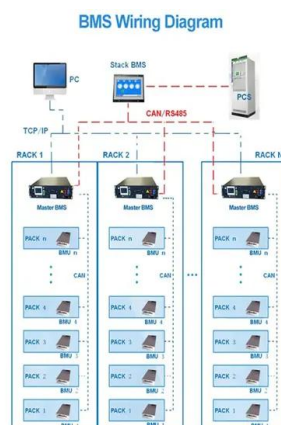 BMS Wiring Diagram
PC
Stack BMS
PCS
CAN/RS485
TCP/IP
RACK 1
RACK 2
RACK N
Master BMS
Master BMS
Master BMS
PACK n
PACK n
PACK n
BMU n
BMU n
BMU n
CAN
CAN
CAN
PACK 4
PACK 4
PACK 4
BMU 4
BMU 4
BMU 4
PACK 3
PACK 3
PACK 3
BMU 3
BMU 3
BMU 3
PACK 2
PACK 2
PACK 2
BMU 2
BMU 2
BMU 2
PACK 1
PACK 1
PACK 1